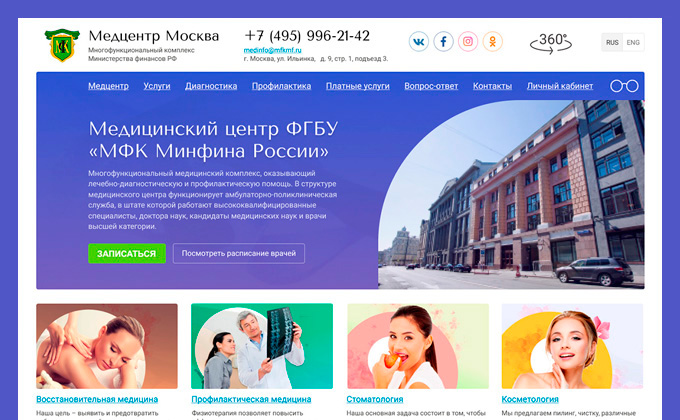 МК
Медцентр Москва
Многофункциональный комплекс
Министерства финансов РФ
+7 (495) 996-21-42
medinfo@mfkmf.ru
г. Москва, ул. Ильинка, д. 9, стр. 1, подъезд 3.
360°
RUS ENG
Медцентр Услуги Диагностика Профилактика Платные услуги Вопрос-ответ Контакты Личный кабинет
Медицинский центр ФГБУ
«МФК Минфина России»
Многофункциональный медицинский комплекс, оказывающий
лечебно-диагностическую и профилактическую помощь. В структуре
медицинского центра функционирует амбулаторно-поликлиническая
служба, в штате которой работают высококвалифицированные
специалисты, доктора наук, кандидаты медицинских наук и врачи
высшей категории.
ЗАПИСАТЬСЯ
Посмотреть расписание врачей
Восстановительная медицина
Наша цель – выявить и предотвратить
Профилактическая медицина
Физиотерапия позволяет повысить
Стоматология
Наша основная задача состоит в том, чтобы
Косметология
Мы предлагаем пилинг, чистку, различные